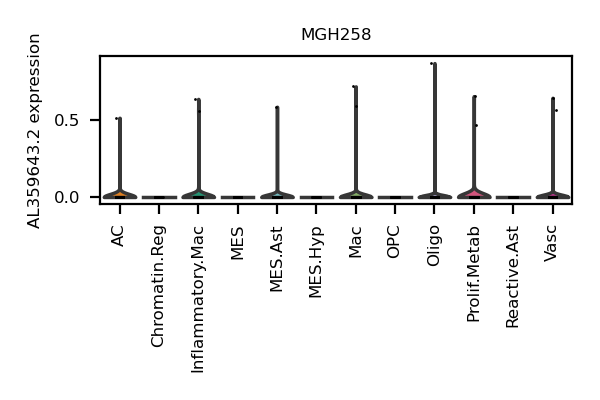 MGH258
AL359643.2 expression
0.5
0.0
AC
Chromatin.Reg
Inflammatory.Mac
MES
MES.Ast
MES.Hyp
Mac
OPC
Oligo
Prolif.Metab
Reactive.Ast
Vasc